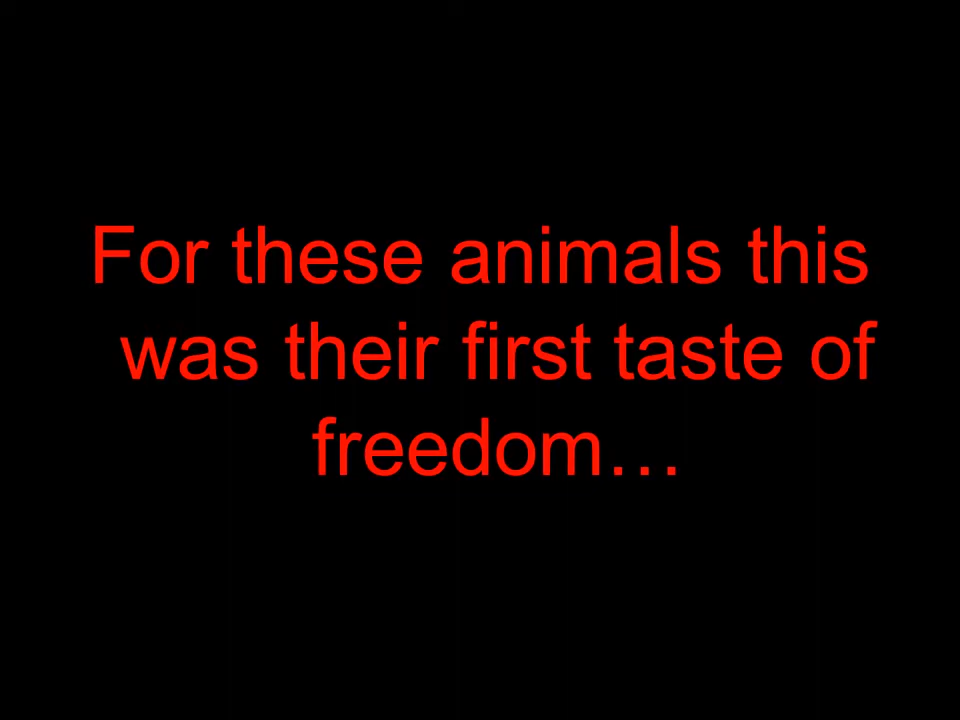 For these animals this
was their first taste of
freedom…